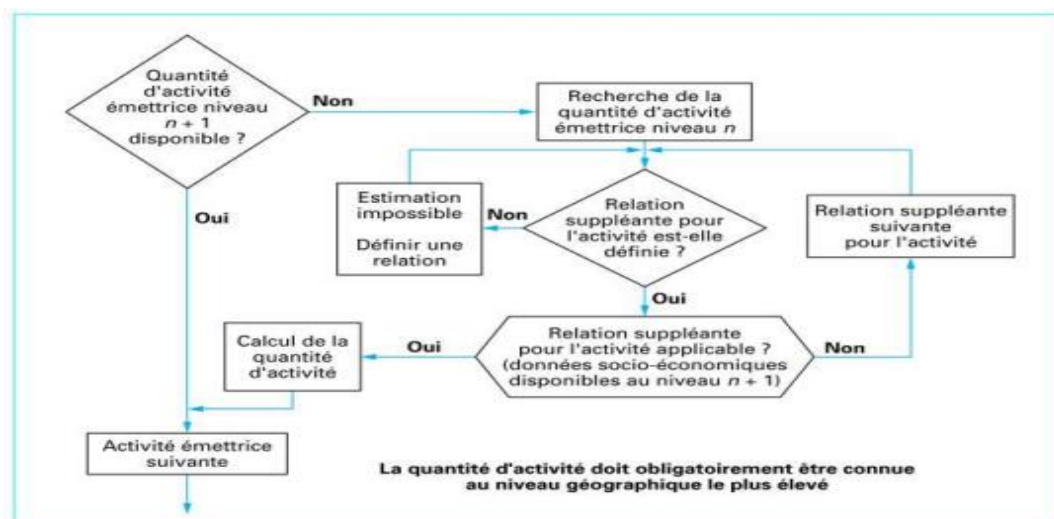 Quantité
d'activité
émettrice niveau
n + 1
disponible ?
Non
Recherche de la
quantité d'activité
émettrice niveau n
Oui
Estimation
impossible
Définir une
relation
Non
Relation
suppléante pour
l'activité est-elle
définie ?
Relation suppléante
suivante
pour l'activité
Oui
Calcul de la
quantité
d'activité
Oui
Relation suppléante
pour l'activité applicable ?
(données socio-économiques
disponibles au niveau n + 1)
Non
Activité émettrice
suivante
La quantité d'activité doit obligatoirement être connue
au niveau géographique le plus élevé